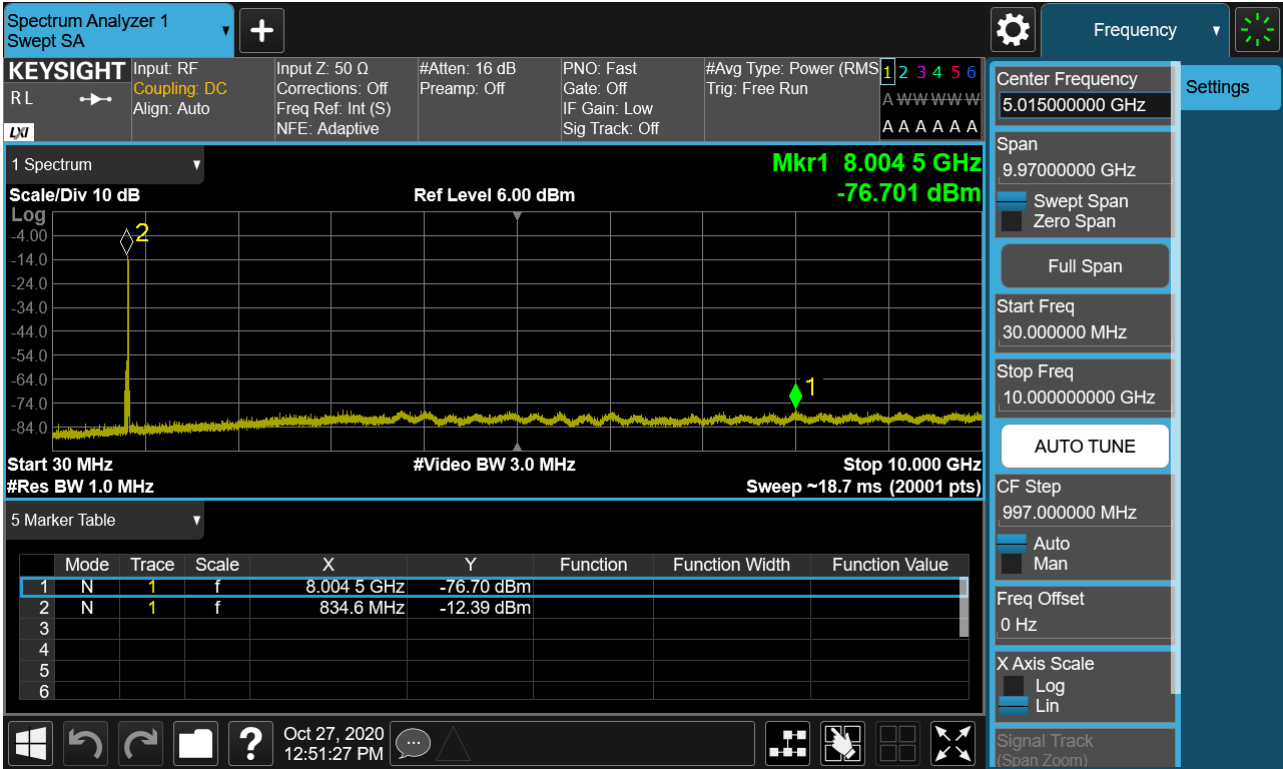 Spectrum Analyzer 1
Swept SA
Frequency
KEYSIGHT
R L
LXI
Input: RF
Coupling: DC
Align: Auto
Input Z: 50 Ω
Corrections: Off
Freq Ref: Int (S)
NFE: Adaptive
#Atten: 16 dB
Preamp: Off
PNO: Fast
Gate: Off
IF Gain: Low
Sig Track: Off
#Avg Type: Power (RMS
Trig: Free Run
1 2 3 4 5 6
A W W W W W
A A A A A A
1 Spectrum
Mkr1 8.004 5 GHz
Scale/Div 10 dB
Ref Level 6.00 dBm
-76.701 dBm
Log
-4.00
-14.0
-24.0
-34.0
-44.0
-54.0
-64.0
-74.0
-84.0
2
1
Start 30 MHz
#Video BW 3.0 MHz
Stop 10.000 GHz
#Res BW 1.0 MHz
Sweep ~18.7 ms (20001 pts)
5 Marker Table
Mode Trace Scale X Y Function Function Width Function Value
1 N 1 f 8.004 5 GHz -76.70 dBm
2 N 1 f 834.6 MHz -12.39 dBm
3
4
5
6
Oct 27, 2020
12:51:27 PM
Center Frequency
5.015000000 GHz
Span
9.97000000 GHz
Swept Span
Zero Span
Full Span
Start Freq
30.000000 MHz
Stop Freq
10.000000000 GHz
AUTO TUNE
CF Step
997.000000 MHz
Auto
Man
Freq Offset
0 Hz
X Axis Scale
Log
Lin
Signal Track
(Span Zoom)
Settings